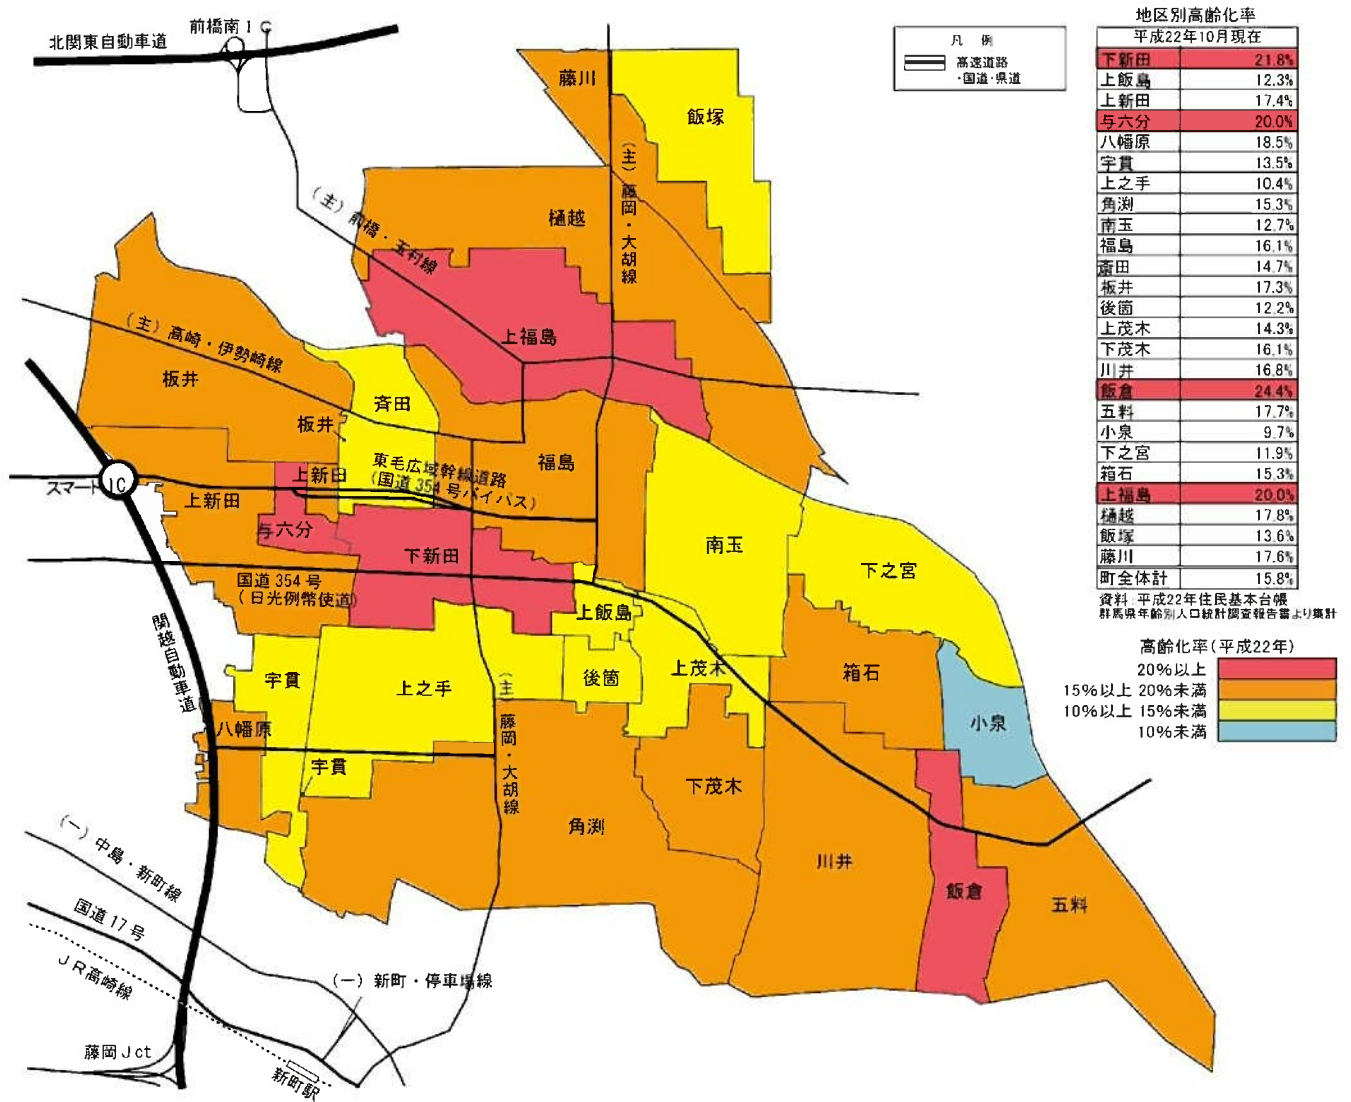 北関東自動車道
前橋南IC
凡　例
高速道路
・国道・県道
地区別高齢化率
平成22年10月現在
下新田 21.8%
上飯島 12.3%
上新田 17.4%
与六分 20.0%
八幡原 18.5%
宇貫 13.5%
上之手 10.4%
角渕 15.3%
南玉 12.7%
福島 16.1%
斎田 14.7%
板井 17.3%
後箇 12.2%
上茂木 14.3%
下茂木 16.1%
川井 16.8%
飯倉 24.4%
五料 17.7%
小泉 9.7%
下之宮 11.9%
箱石 15.3%
上福島 20.0%
樋越 17.8%
飯塚 13.6%
藤川 17.6%
町全体計 15.8%
資料：平成22年住民基本台帳
群馬県年齢別人口統計調査報告書より集計
高齢化率(平成22年)
20%以上
15%以上 20%未満
10%以上 15%未満
10%未満
藤川
飯塚
(主)藤岡・大胡線
樋越
(主)前橋・玉村線
上福島
(主)高崎・伊勢崎線
板井
斉田
板井
福島
東毛広域幹線道路
(国道354号バイパス)
上新田
スマートIC
上新田
与六分
下新田
南玉
下之宮
国道354号
(日光例幣使道)
上飯島
関越自動車道
宇貫
上之手
後箇
上茂木
箱石
(主)藤岡・大胡線
八幡原
小泉
宇貫
下茂木
角渕
川井
飯倉
五料
(一)中島・新町線
国道17号
JR高崎線
(一)新町・停車場線
藤岡Jct
新町駅